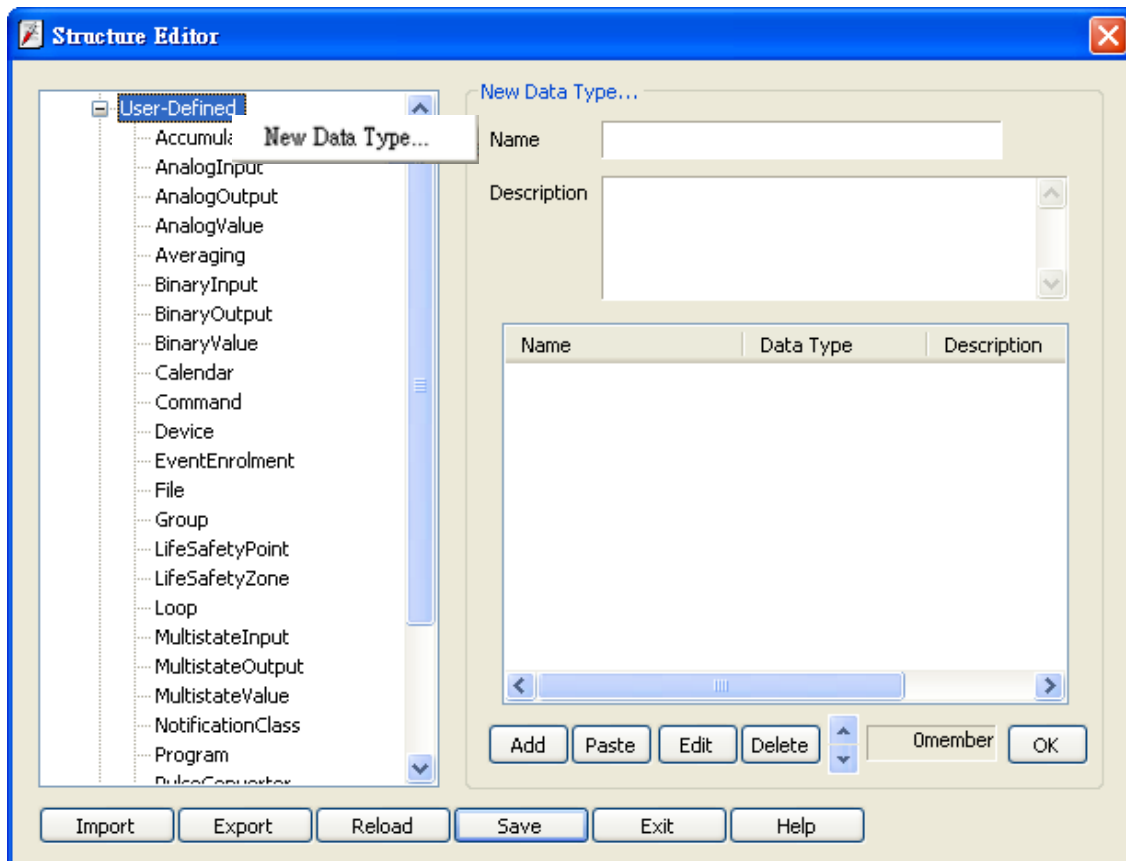 Structure Editor
User-Defined
New Data Type...
AnalogInput
AnalogOutput
AnalogValue
Averaging
BinaryInput
BinaryOutput
BinaryValue
Calendar
Command
Device
EventEnrolment
File
Group
LifeSafetyPoint
LifeSafetyZone
Loop
MultistateInput
MultistateOutput
MultistateValue
NotificationClass
Program
New Data Type...
Name
Description
Name Data Type Description
Add Paste Edit Delete 0member OK
Import Export Reload Save Exit Help